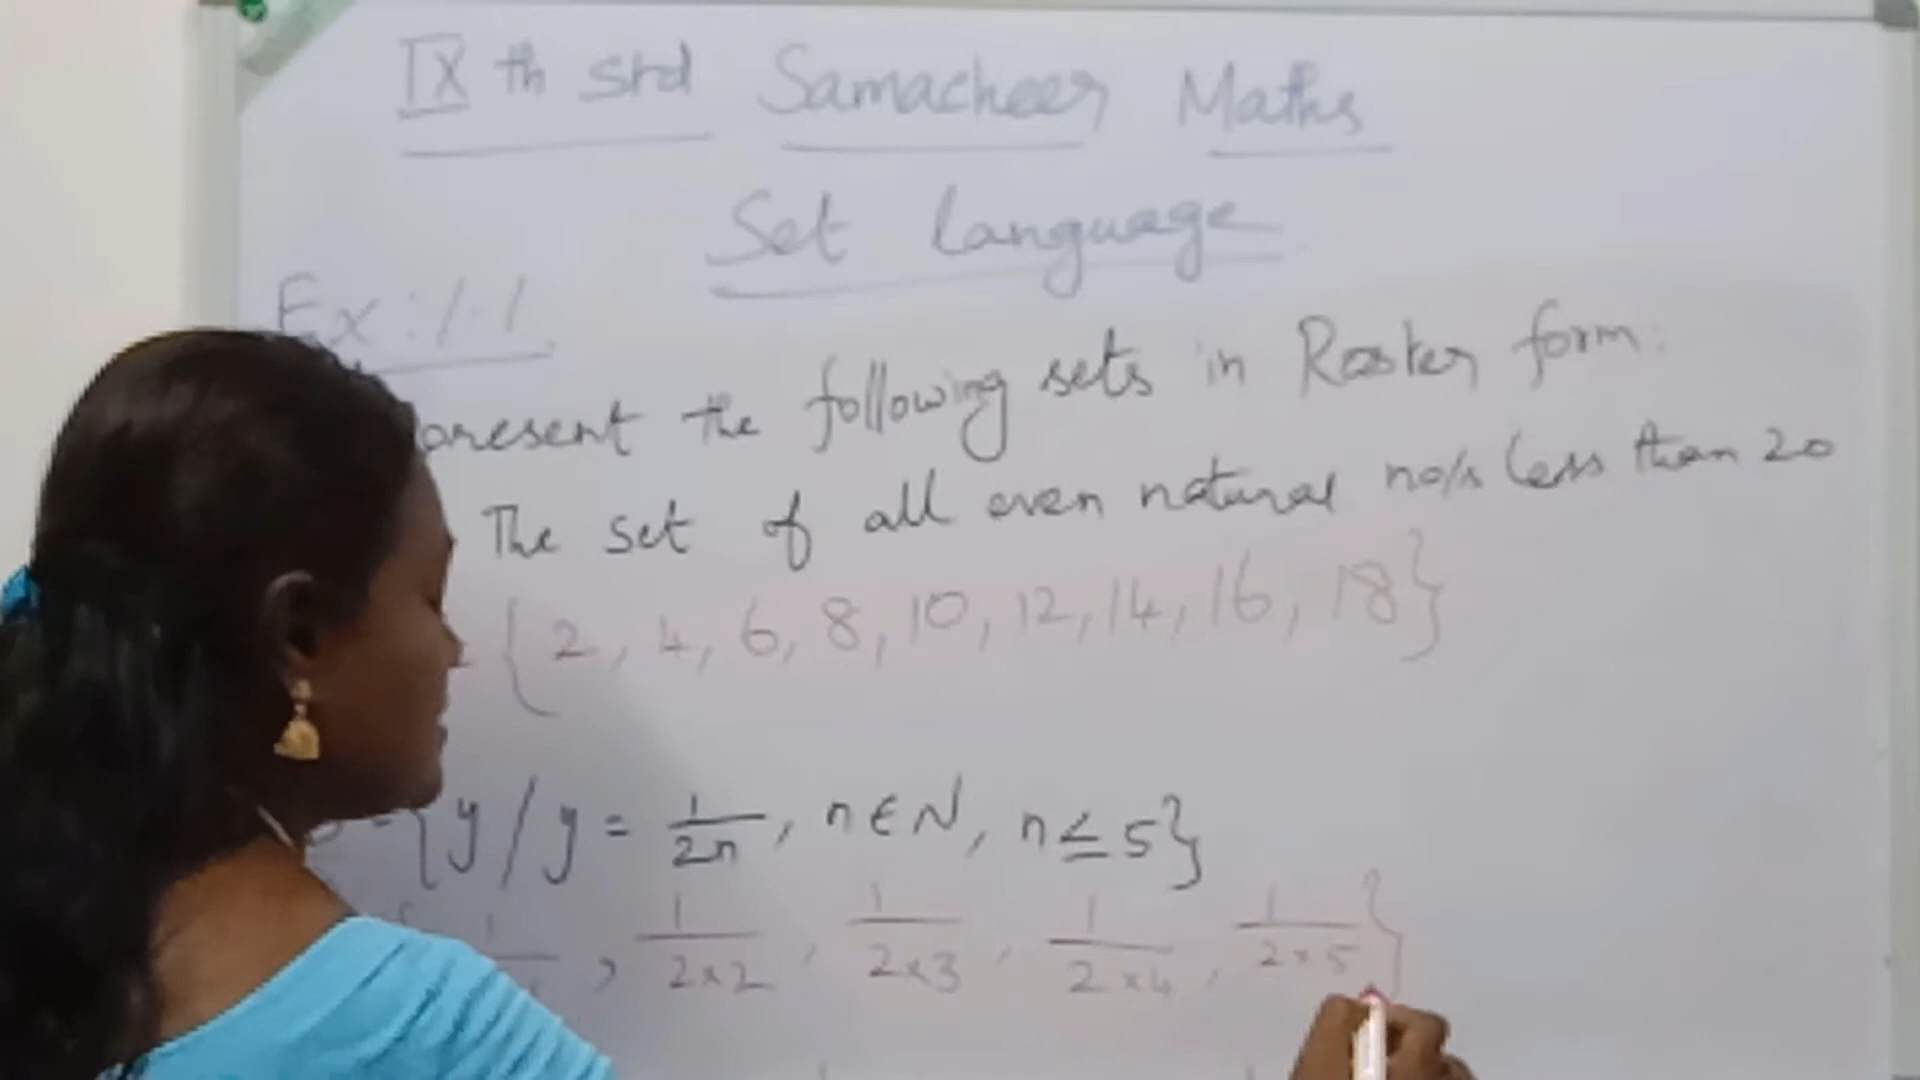 IX th std Samacheer Maths
Set Language
Ex : 1.1
present the following sets in Roster form.
The set of all even natural no/s less than 20
{ 2, 4, 6, 8, 10, 12, 14, 16, 18}
= {y / y = 1/2n, n ∈ N, n ≤ 5}
1 , 1/2×2 , 1/2×3 , 1/2×4 , 1/2×5 }